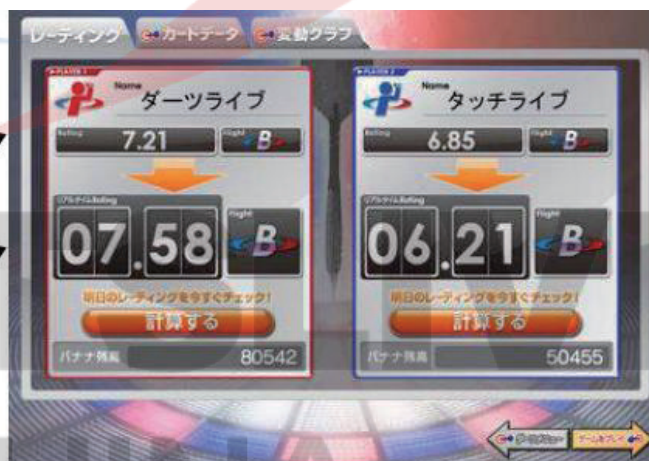 レーティング
カードデータ
変動グラフ
PLAYER 1
Name
ダーツライブ
Rating
7.21
Flight
B
リアルタイムRating
07.58
Flight
B
明日のレーティングを今すぐチェック!
計算する
バナナ残高
80542
PLAYER 2
Name
タッチライブ
Rating
6.85
Flight
B
リアルタイムRating
06.21
Flight
B
明日のレーティングを今すぐチェック!
計算する
バナナ残高
50455
ゲームをプレイ